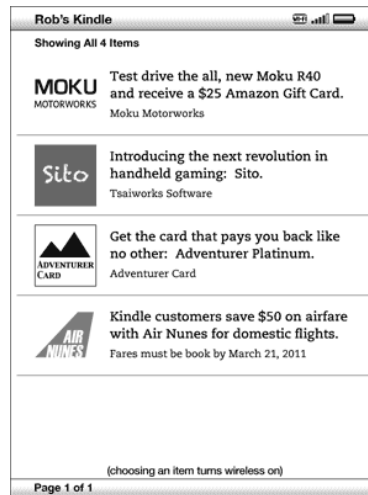 Rob's Kindle
Showing All 4 Items
MOKU
MOTORWORKS
Test drive the all, new Moku R40
and receive a $25 Amazon Gift Card.
Moku Motorworks
Sito
Introducing the next revolution in
handheld gaming: Sito.
Tsaiworks Software
ADVENTURER
CARD
Get the card that pays you back like
no other: Adventurer Platinum.
Adventurer Card
AIR
NUNES
Kindle customers save $50 on airfare
with Air Nunes for domestic flights.
Fares must be book by March 21, 2011
(choosing an item turns wireless on)
Page 1 of 1